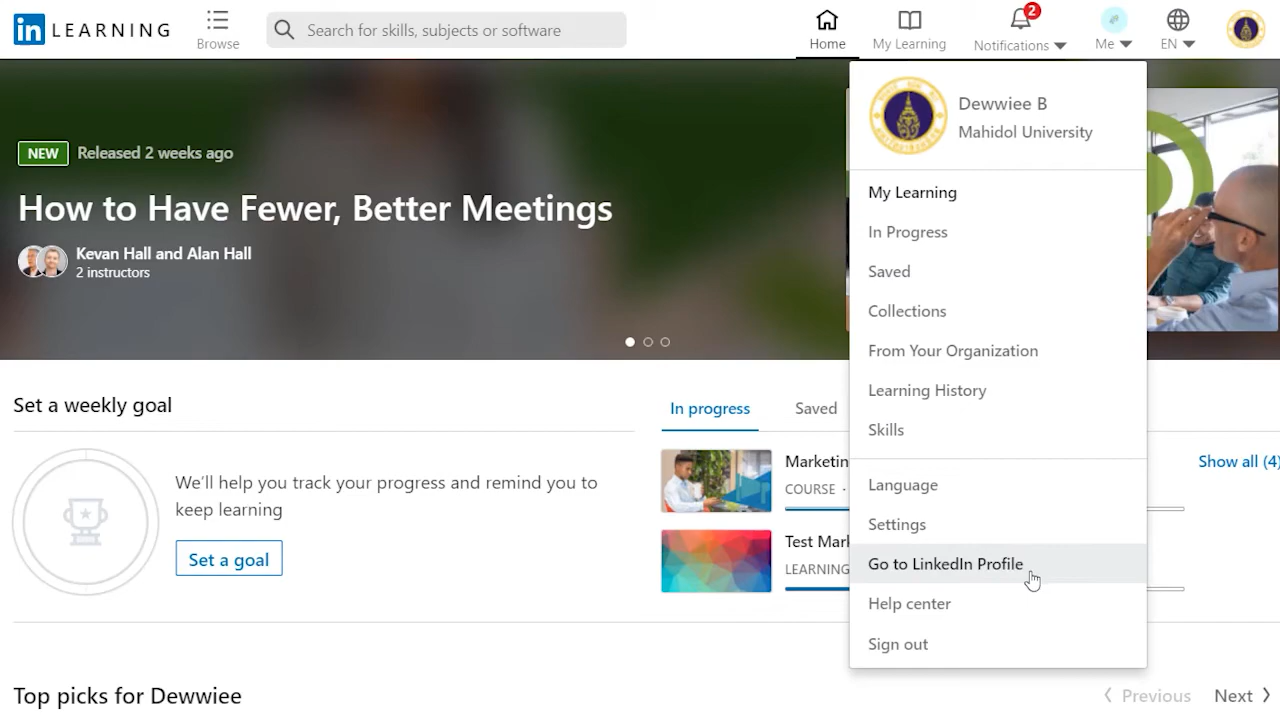 in LEARNING
Browse
Search for skills, subjects or software
Home
My Learning
2
Notifications
Me
EN
NEW Released 2 weeks ago
How to Have Fewer, Better Meetings
Kevan Hall and Alan Hall
2 instructors
Dewwiee B
Mahidol University
My Learning
In Progress
Saved
Collections
From Your Organization
Learning History
Skills
Language
Settings
Go to LinkedIn Profile
Help center
Sign out
Set a weekly goal
We'll help you track your progress and remind you to
keep learning
Set a goal
In progress
Saved
Show all (4)
Marketin
COURSE ·
Test Mark
LEARNING
Top picks for Dewwiee
Previous
Next